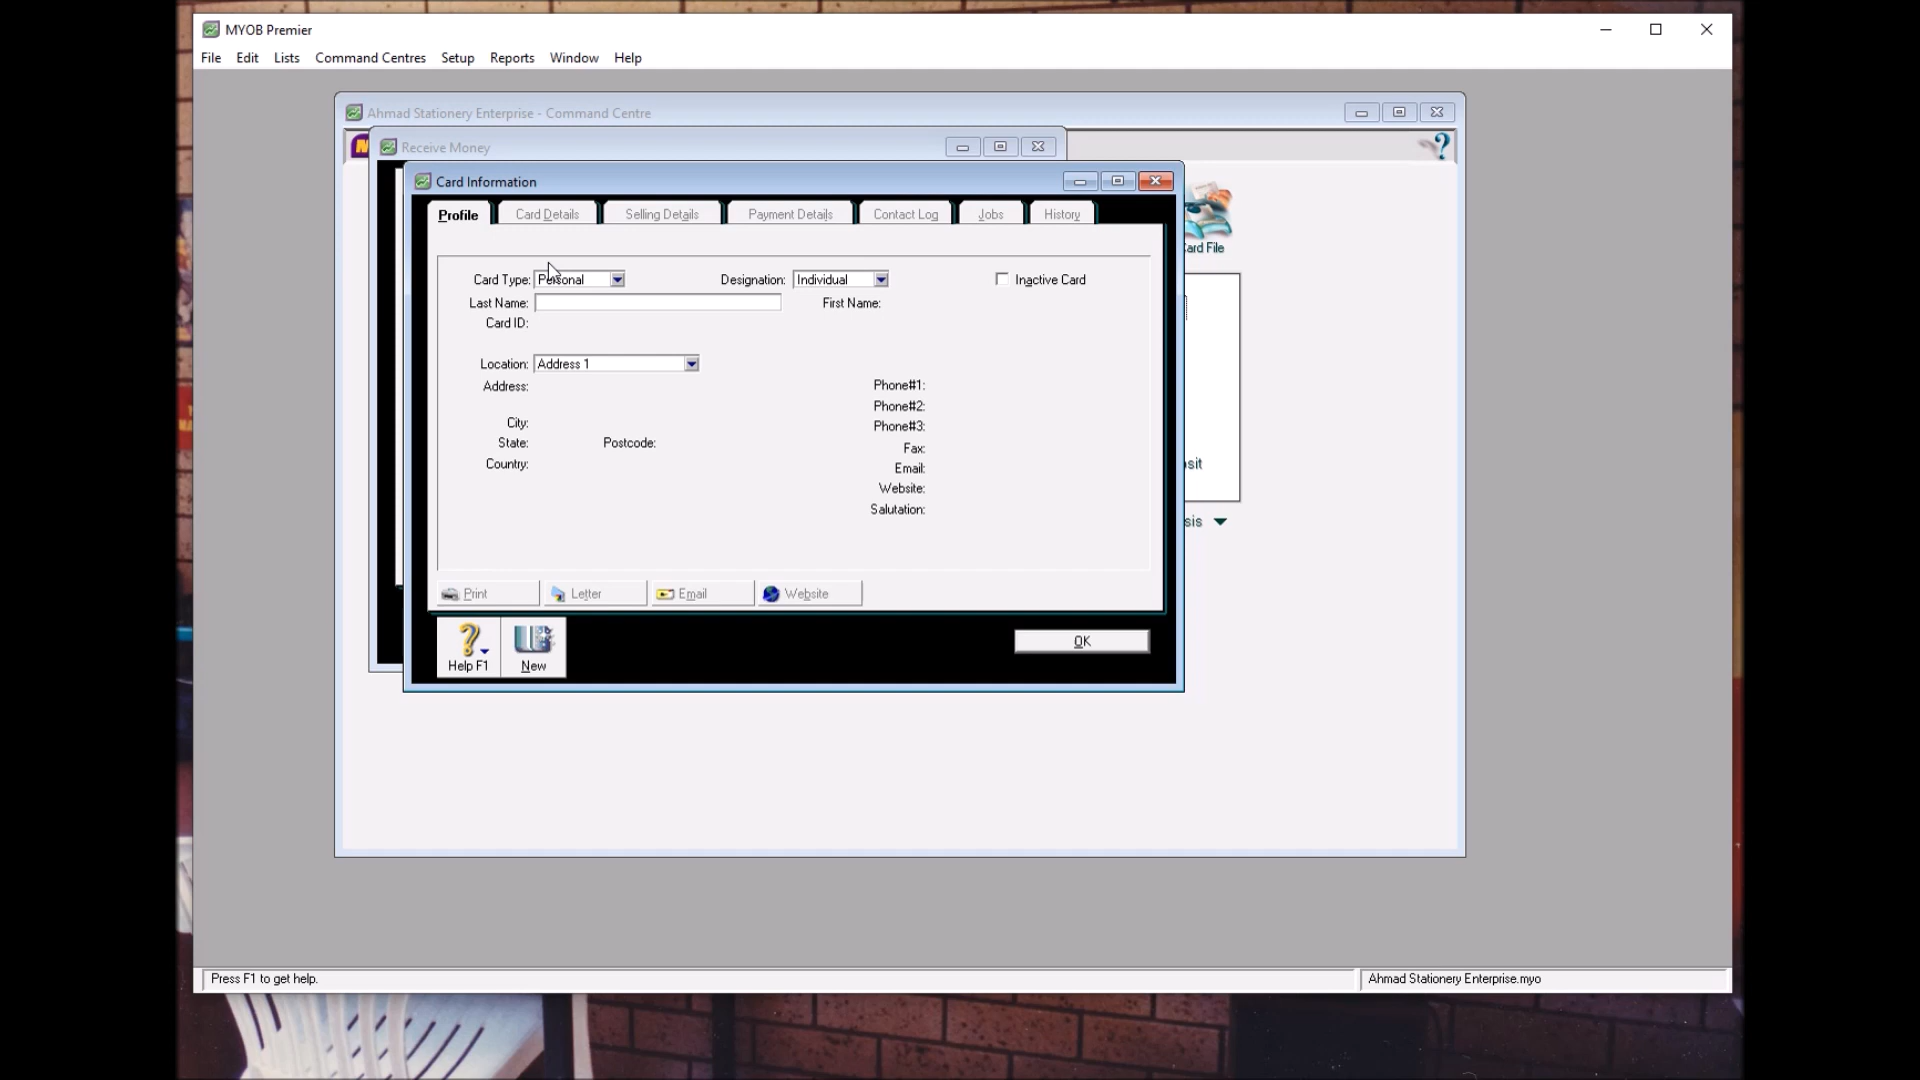 MYOB Premier
File Edit Lists Command Centres Setup Reports Window Help
Ahmad Stationery Enterprise - Command Centre
Receive Money
Card Information
Profile Card Details Selling Details Payment Details Contact Log Jobs History
Card File
Card Type: Personal Designation: Individual Inactive Card
Last Name: First Name:
Card ID:
Location: Address 1
Address: Phone#1:
Phone#2:
City: Phone#3:
State: Postcode: Fax:
Country: Email:
Website:
Salutation:
sit
sis
Print Letter Email Website
Help F1 New OK
Press F1 to get help. Ahmad Stationery Enterprise.myo